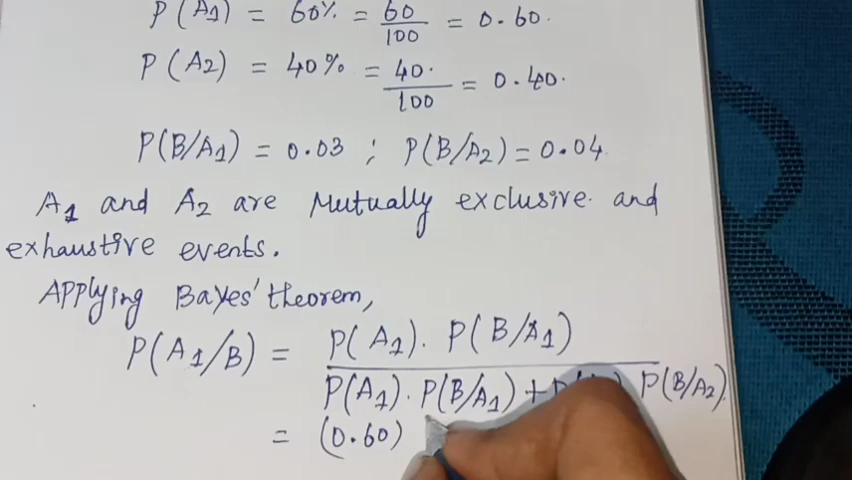 P(A1) = 60% = 60/100 = 0.60.
P(A2) = 40% = 40./100 = 0.40.
P(B/A1) = 0.03 ; P(B/A2) = 0.04
A1 and A2 are Mutually exclusive. and
exhaustive events.
Applying Bayes' theorem,
P(A1/B) = P(A1). P(B/A1)
P(A1). P(B/A1) + P(B/A2).
= (0.60)